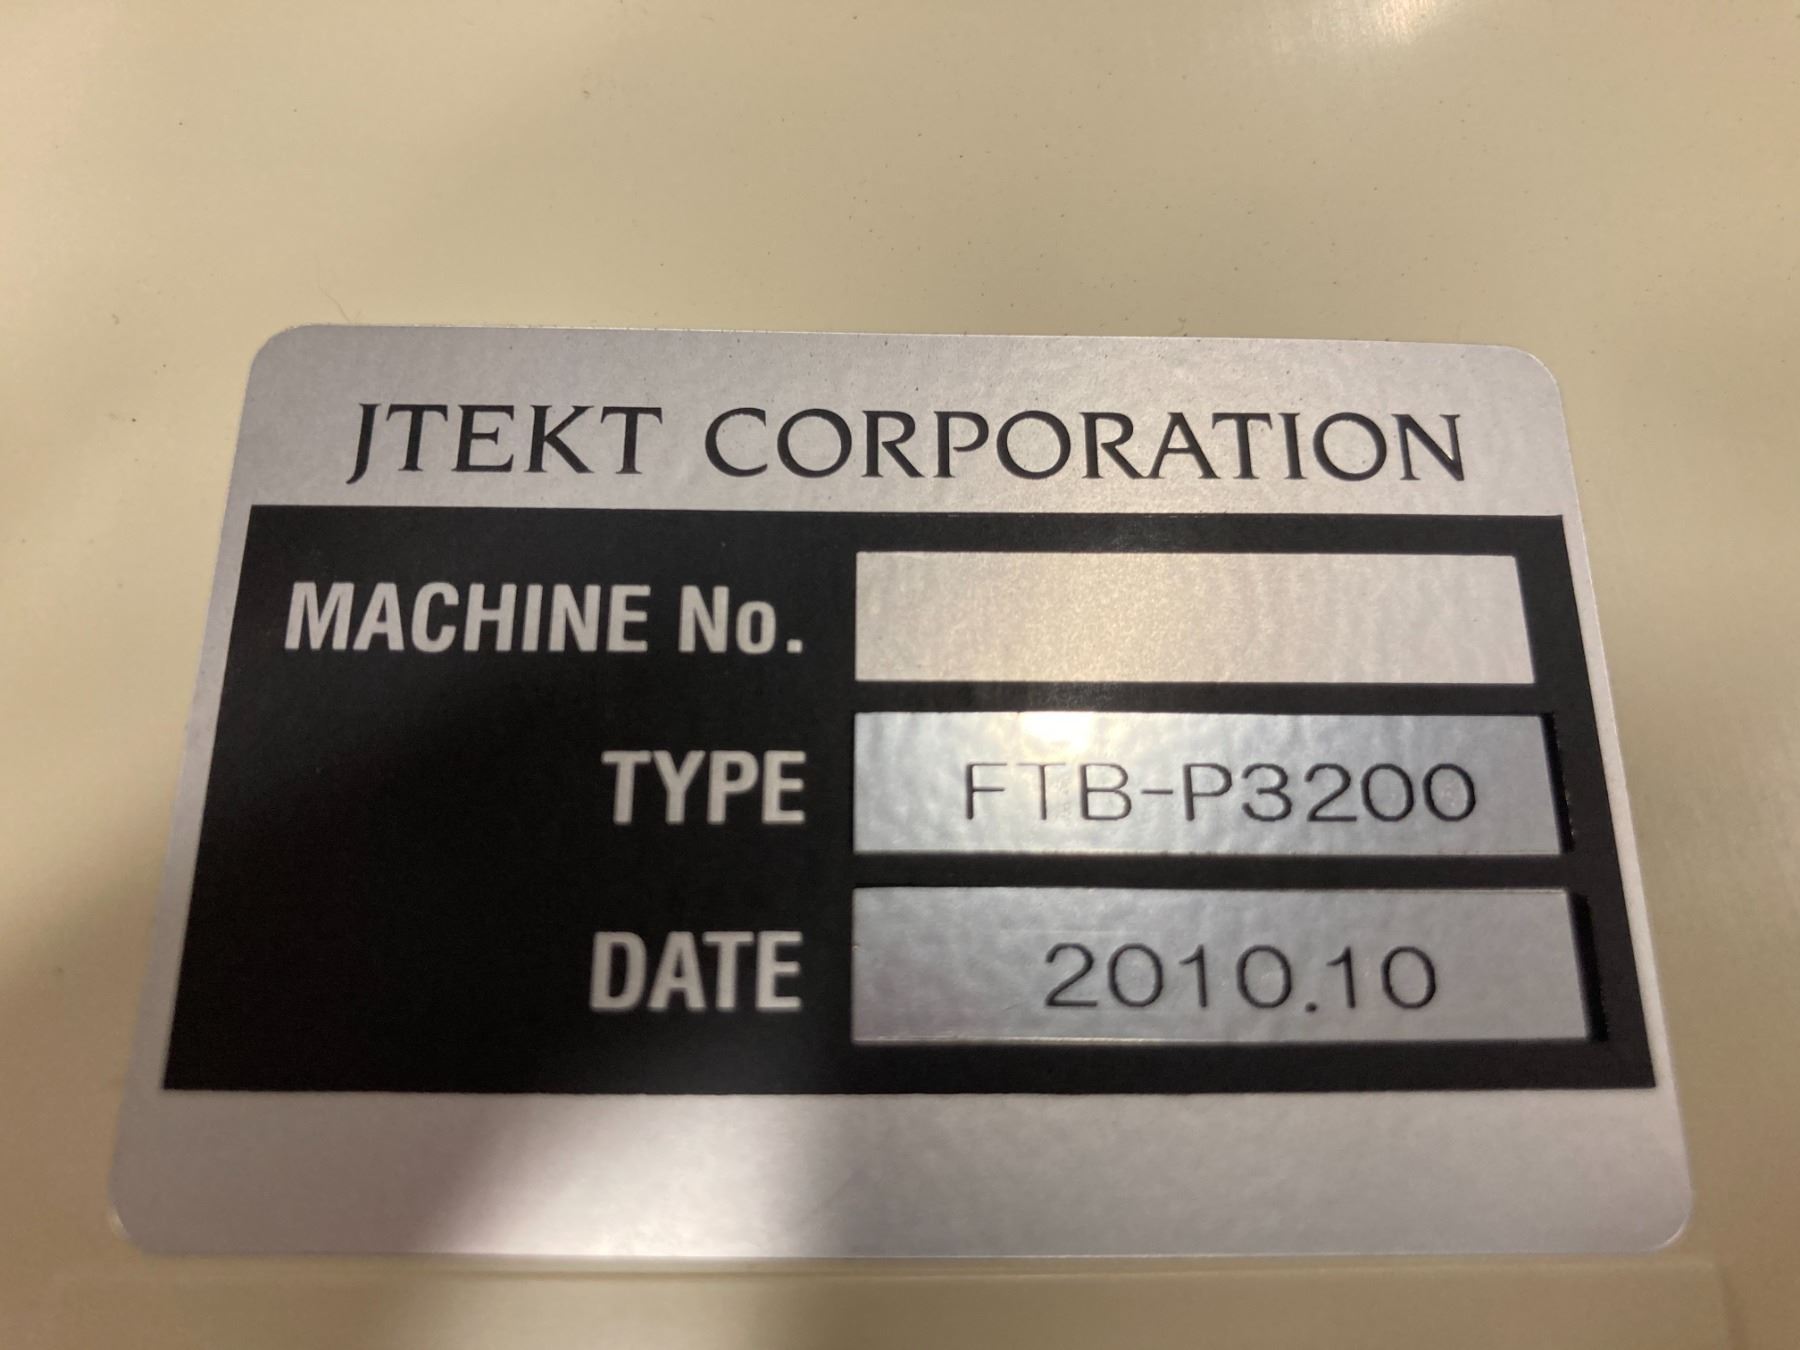 JTEKT CORPORATION
MACHINE No.
TYPE FTB-P3200
DATE 2010.10